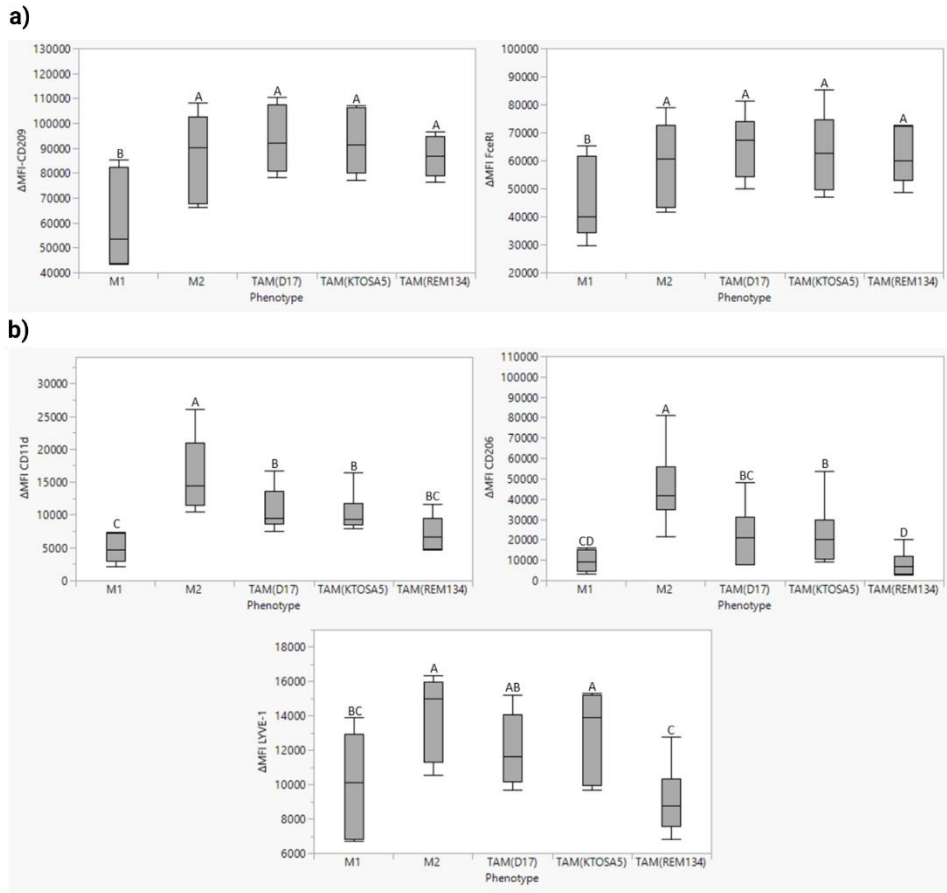 a)
130000
120000
110000
100000
90000
80000
70000
60000
50000
40000
ΔMFI-CD209
B
A
A
A
A
M1
M2
TAM(D17)
TAM(KTOSA5)
TAM(REM134)
Phenotype
100000
90000
80000
70000
60000
50000
40000
30000
20000
ΔMFI FceRI
B
A
A
A
A
M1
M2
TAM(D17)
TAM(KTOSA5)
TAM(REM134)
Phenotype
b)
30000
25000
20000
15000
10000
5000
0
ΔMFI CD11d
C
A
B
B
BC
M1
M2
TAM(D17)
TAM(KTOSA5)
TAM(REM134)
Phenotype
110000
100000
90000
80000
70000
60000
50000
40000
30000
20000
10000
0
ΔMFI CD206
CD
A
BC
B
D
M1
M2
TAM(D17)
TAM(KTOSA5)
TAM(REM134)
Phenotype
18000
16000
14000
12000
10000
8000
6000
ΔMFI LYVE-1
BC
A
AB
A
C
M1
M2
TAM(D17)
TAM(KTOSA5)
TAM(REM134)
Phenotype